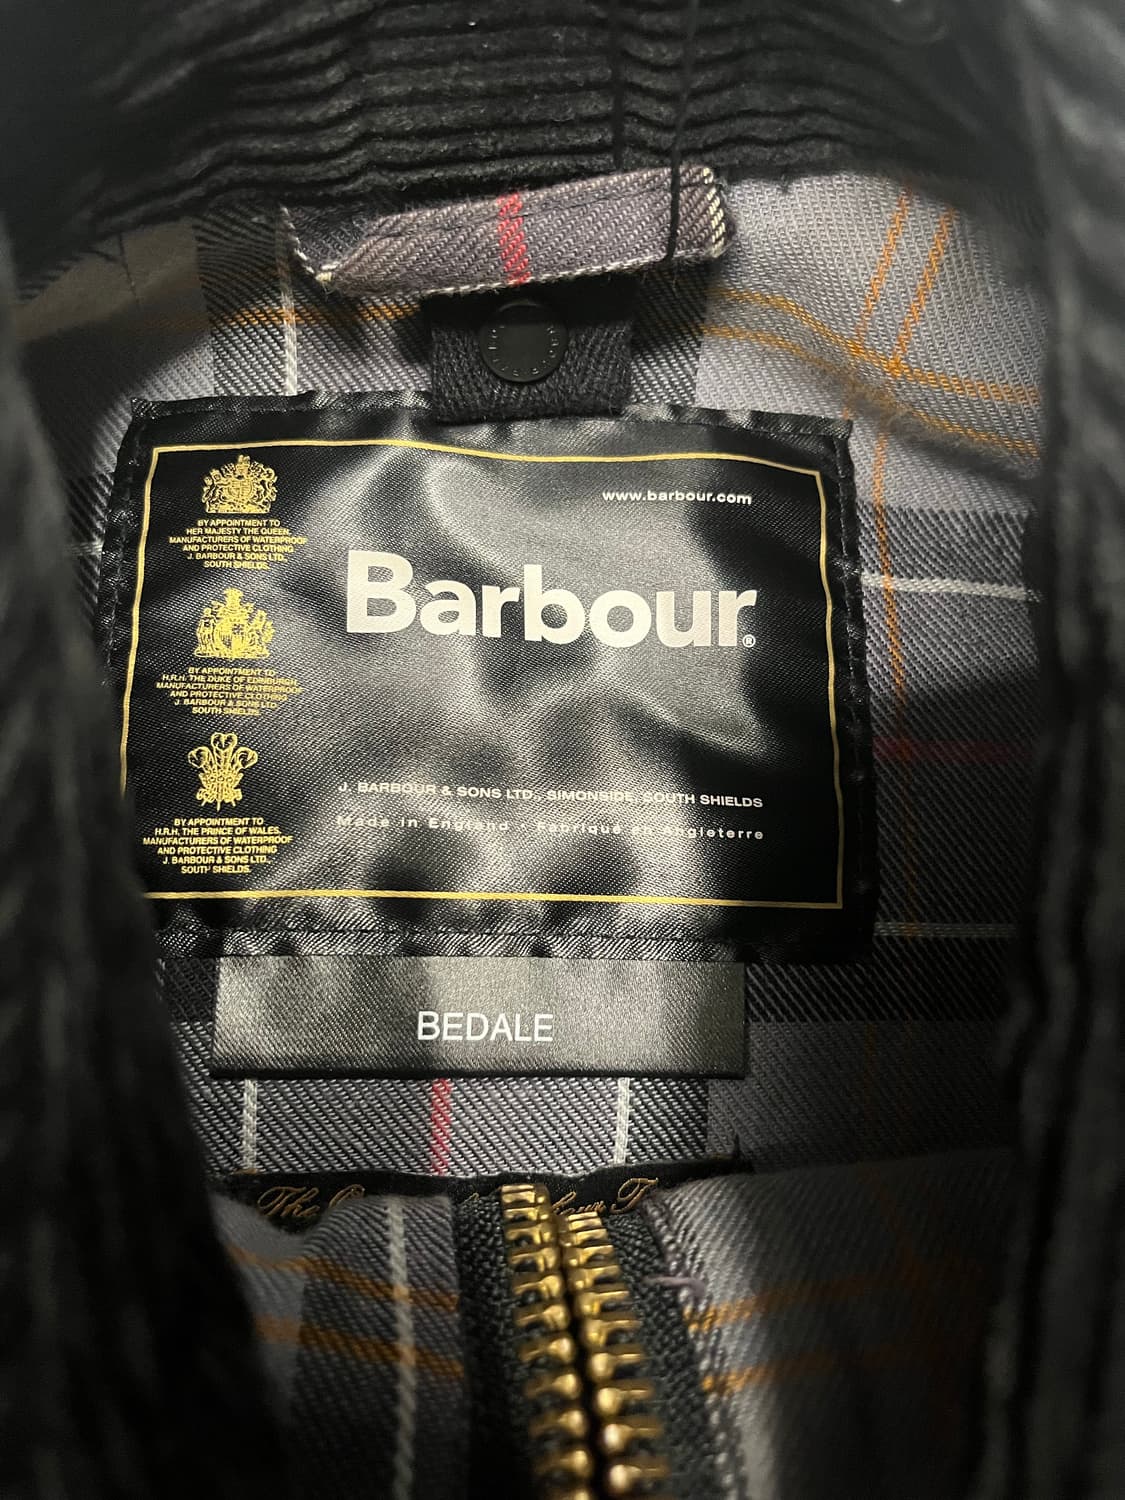 www.barbour.com
BY APPOINTMENT TO
HER MAJESTY THE QUEEN,
MANUFACTURERS OF WATERPROOF
AND PROTECTIVE CLOTHING
J. BARBOUR & SONS LTD.,
SOUTH SHIELDS.
Barbour®
BY APPOINTMENT TO
H.R.H. THE DUKE OF EDINBURGH,
MANUFACTURERS OF WATERPROOF
AND PROTECTIVE CLOTHING
J. BARBOUR & SONS LTD.
SOUTH SHIELDS.
BY APPOINTMENT TO
H.R.H. THE PRINCE OF WALES,
MANUFACTURERS OF WATERPROOF
AND PROTECTIVE CLOTHING
J. BARBOUR & SONS LTD.,
SOUTH SHIELDS.
J. BARBOUR & SONS LTD., SIMONSIDE, SOUTH SHIELDS
Made in England - Fabriqué en Angleterre
BEDALE
The